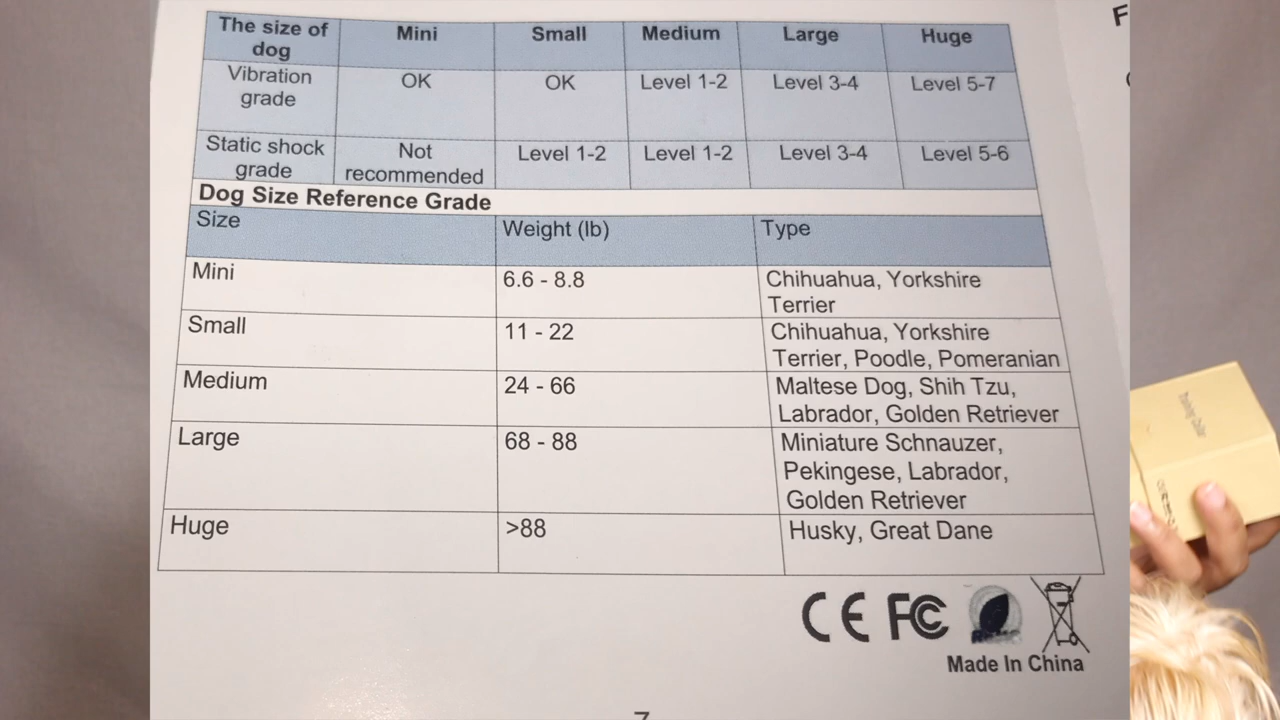 The size of dog Mini Small Medium Large Huge
Vibration grade OK OK Level 1-2 Level 3-4 Level 5-7
Static shock grade Not recommended Level 1-2 Level 1-2 Level 3-4 Level 5-6
Dog Size Reference Grade
Size Weight (lb) Type
Mini 6.6 - 8.8 Chihuahua, Yorkshire
Terrier
Small 11 - 22 Chihuahua, Yorkshire
Terrier, Poodle, Pomeranian
Medium 24 - 66 Maltese Dog, Shih Tzu,
Labrador, Golden Retriever
Large 68 - 88 Miniature Schnauzer,
Pekingese, Labrador,
Golden Retriever
Huge >88 Husky, Great Dane
CE FC
Made In China
7
F